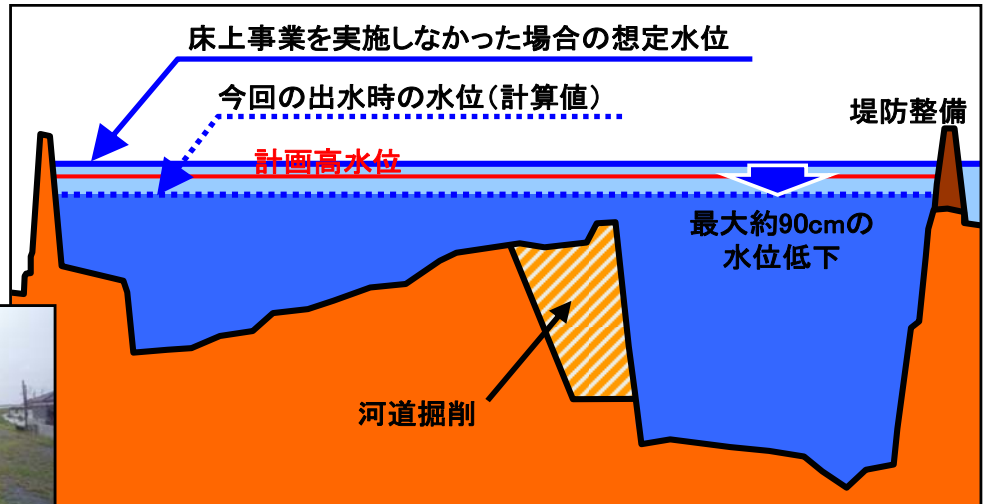 床上事業を実施しなかった場合の想定水位
今回の出水時の水位（計算値）
堤防整備
計画高水位
最大約90cmの
水位低下
河道掘削